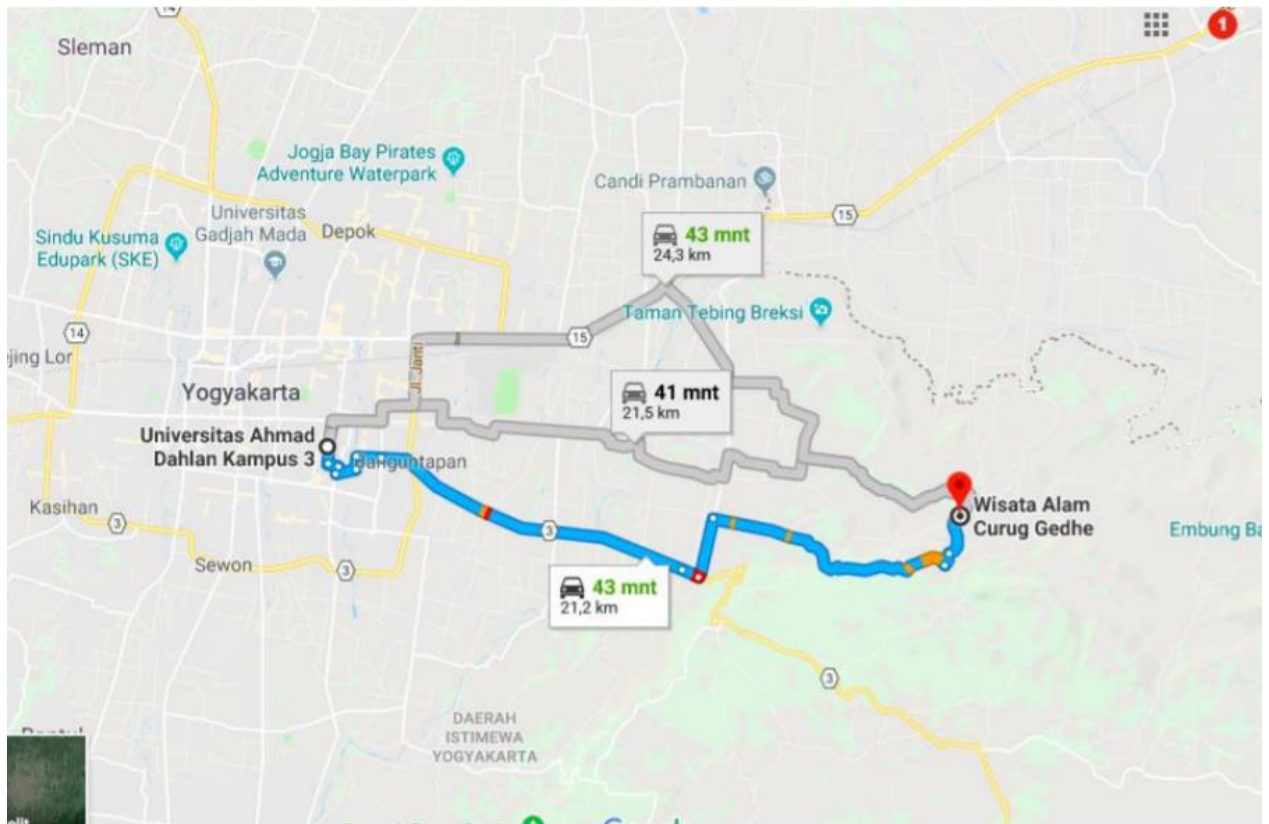 14
Sleman
1
Jogja Bay Pirates
Adventure Waterpark
Candi Prambanan
15
Universitas
Gadjah Mada
Depok
Sindu Kusuma
Edupark (SKE)
43 mnt
24,3 km
Taman Tebing Breksi
14
15
ejing Lor
Jl. Janti
Yogyakarta
41 mnt
21,5 km
Universitas Ahmad
Dahlan Kampus 3
Banguntapan
Kasihan
3
3
Wisata Alam
Curug Gedhe
Embung Ba
Sewon
3
43 mnt
21,2 km
3
DAERAH
ISTIMEWA
YOGYAKARTA